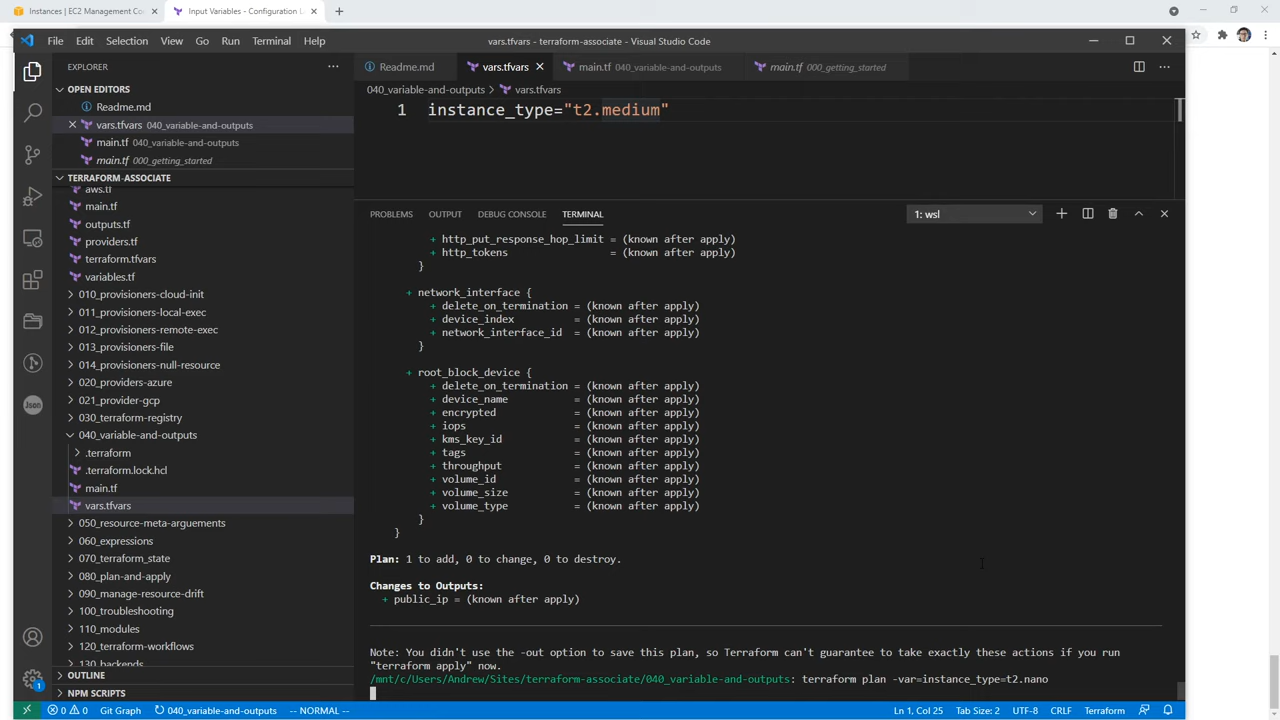 Instances | EC2 Management Co
Input Variables - Configuration L
File Edit Selection View Go Run Terminal Help
vars.tfvars - terraform-associate - Visual Studio Code
EXPLORER
Readme.md
vars.tfvars
main.tf 040_variable-and-outputs
main.tf 000_getting_started
OPEN EDITORS
040_variable-and-outputs > vars.tfvars
Readme.md
1 instance_type="t2.medium"
vars.tfvars 040_variable-and-outputs
main.tf 040_variable-and-outputs
main.tf 000_getting_started
TERRAFORM-ASSOCIATE
aws.tf
main.tf
outputs.tf
providers.tf
terraform.tfvars
variables.tf
010_provisioners-cloud-init
011_provisioners-local-exec
012_provisioners-remote-exec
013_provisioners-file
014_provisioners-null-resource
020_providers-azure
021_provider-gcp
030_terraform-registry
040_variable-and-outputs
.terraform
.terraform.lock.hcl
main.tf
vars.tfvars
050_resource-meta-arguements
060_expressions
070_terraform_state
080_plan-and-apply
090_manage-resource-drift
100_troubleshooting
110_modules
120_terraform-workflows
130_backends
OUTLINE
NPM SCRIPTS
Json
PROBLEMS OUTPUT DEBUG CONSOLE TERMINAL
1: wsl
+ http_put_response_hop_limit = (known after apply)
+ http_tokens = (known after apply)
}
+ network_interface {
+ delete_on_termination = (known after apply)
+ device_index = (known after apply)
+ network_interface_id = (known after apply)
}
+ root_block_device {
+ delete_on_termination = (known after apply)
+ device_name = (known after apply)
+ encrypted = (known after apply)
+ iops = (known after apply)
+ kms_key_id = (known after apply)
+ tags = (known after apply)
+ throughput = (known after apply)
+ volume_id = (known after apply)
+ volume_size = (known after apply)
+ volume_type = (known after apply)
}
}
Plan: 1 to add, 0 to change, 0 to destroy.
Changes to Outputs:
+ public_ip = (known after apply)
Note: You didn't use the -out option to save this plan, so Terraform can't guarantee to take exactly these actions if you run
"terraform apply" now.
/mnt/c/Users/Andrew/Sites/terraform-associate/040_variable-and-outputs: terraform plan -var=instance_type=t2.nano
1
0 0 Git Graph 040_variable-and-outputs -- NORMAL --
Ln 1, Col 25 Tab Size: 2 UTF-8 CRLF Terraform